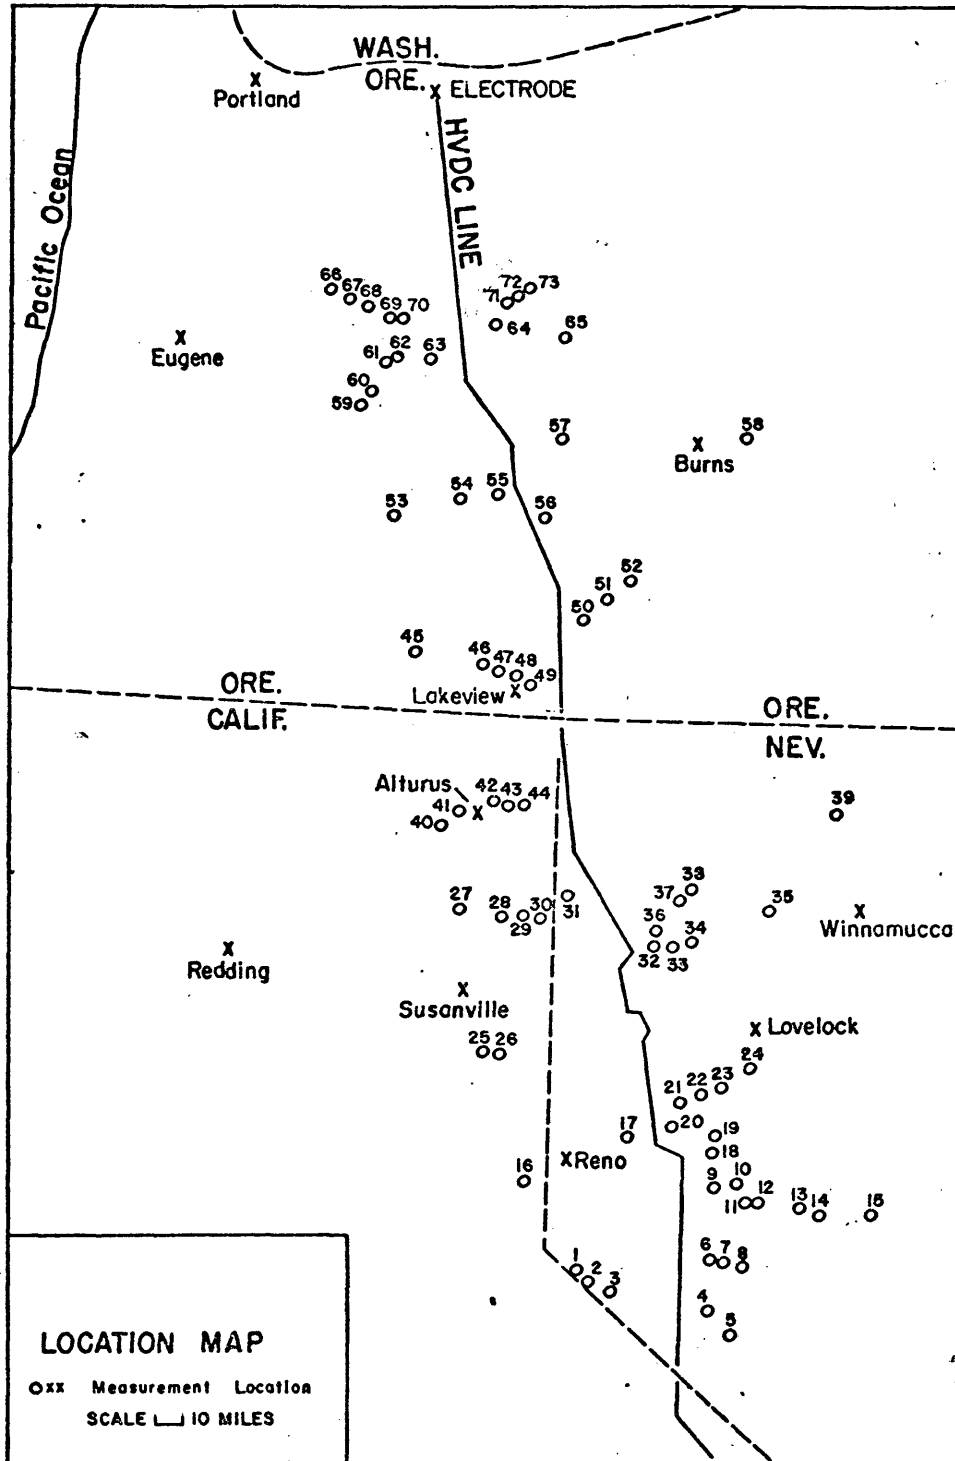 WASH.
ORE.
X ELECTRODE
X
Portland
HVDC LINE
Pacific Ocean
66
67
68
69 70
71
72
73
64
65
X
Eugene
61
62
63
60
59
57
58
X
Burns
53
54
55
56
50
51
52
45
46
47
48
49
Lakeview X
ORE.
CALIF.
ORE.
NEV.
Alturus
X
40
41
42
43
44
39
27
28
29
30
31
36
37
38
32
33
34
35
X
Winnamucca
X
Redding
X
Susanville
25 26
X Lovelock
24
21
22
23
20
19
18
17
16
XReno
9
10
11
12
13
14
15
6
7
8
1
2
3
4
5
LOCATION MAP
Oxx Measurement Location
SCALE 10 MILES